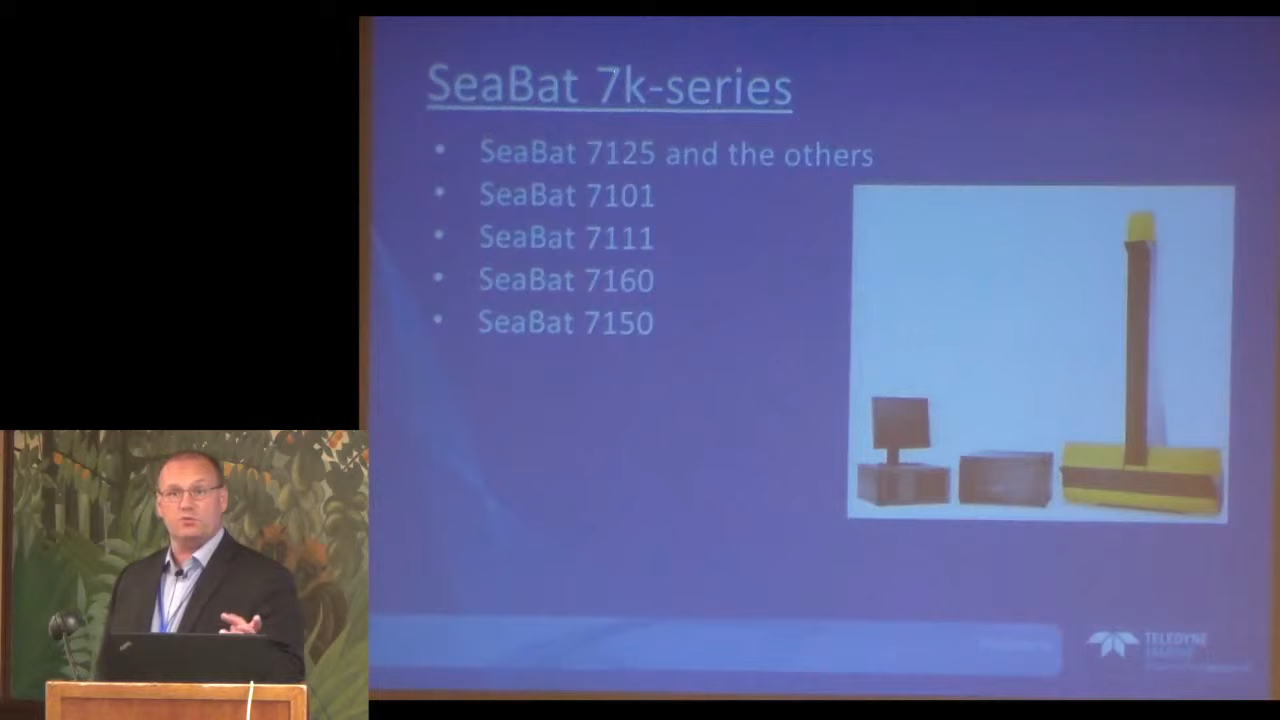 SeaBat 7k-series
• SeaBat 7125 and the others
• SeaBat 7101
• SeaBat 7111
• SeaBat 7160
• SeaBat 7150
TELEDYNE